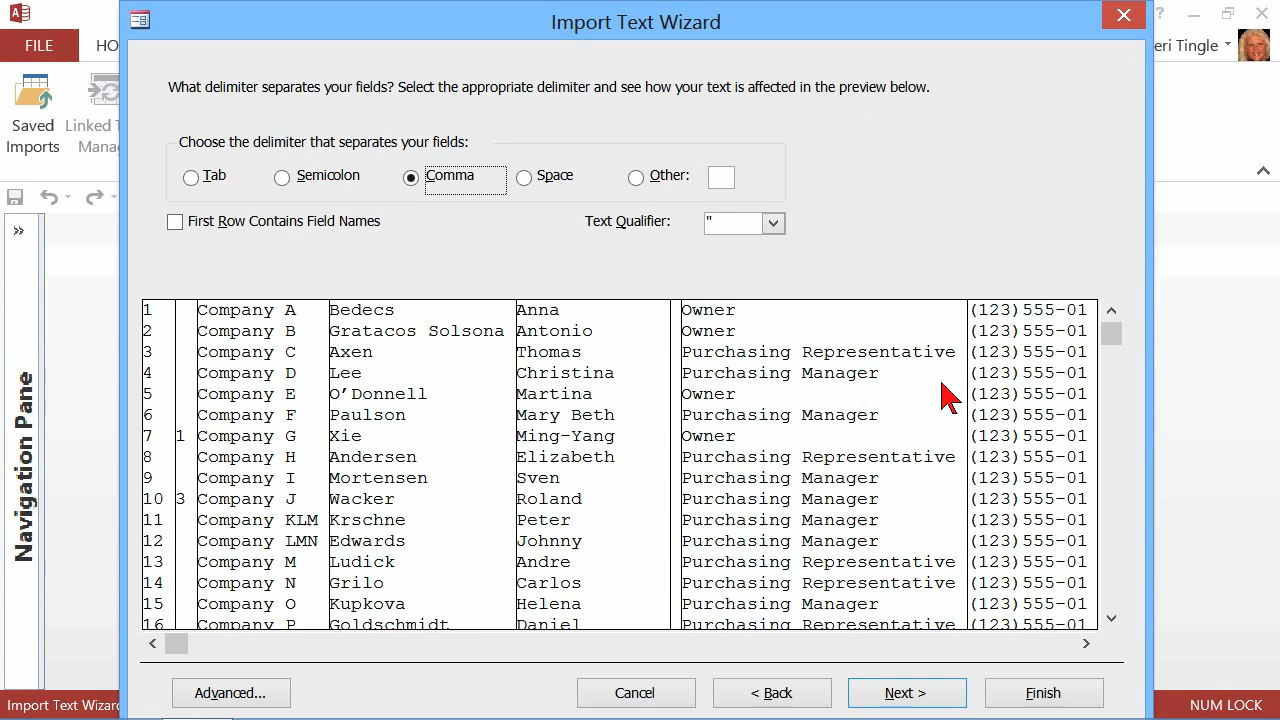 Import Text Wizard
FILE
HO
eri Tingle
?
Saved
Imports
Linked T
Mana
What delimiter separates your fields? Select the appropriate delimiter and see how your text is affected in the preview below.
Choose the delimiter that separates your fields:
Tab Semicolon Comma Space Other:
First Row Contains Field Names Text Qualifier: "
Navigation Pane
1 Company A Bedecs Anna Owner (123)555-01
2 Company B Gratacos Solsona Antonio Owner (123)555-01
3 Company C Axen Thomas Purchasing Representative (123)555-01
4 Company D Lee Christina Purchasing Manager (123)555-01
5 Company E O'Donnell Martina Owner (123)555-01
6 Company F Paulson Mary Beth Purchasing Manager (123)555-01
7 1 Company G Xie Ming-Yang Owner (123)555-01
8 Company H Andersen Elizabeth Purchasing Representative (123)555-01
9 Company I Mortensen Sven Purchasing Manager (123)555-01
10 3 Company J Wacker Roland Purchasing Manager (123)555-01
11 Company KLM Krschne Peter Purchasing Manager (123)555-01
12 Company LMN Edwards Johnny Purchasing Manager (123)555-01
13 Company M Ludick Andre Purchasing Representative (123)555-01
14 Company N Grilo Carlos Purchasing Representative (123)555-01
15 Company O Kupkova Helena Purchasing Manager (123)555-01
16 Company P Goldschmidt Daniel Purchasing Representative (123)555-01
Advanced... Cancel < Back Next > Finish
Import Text Wizard
NUM LOCK